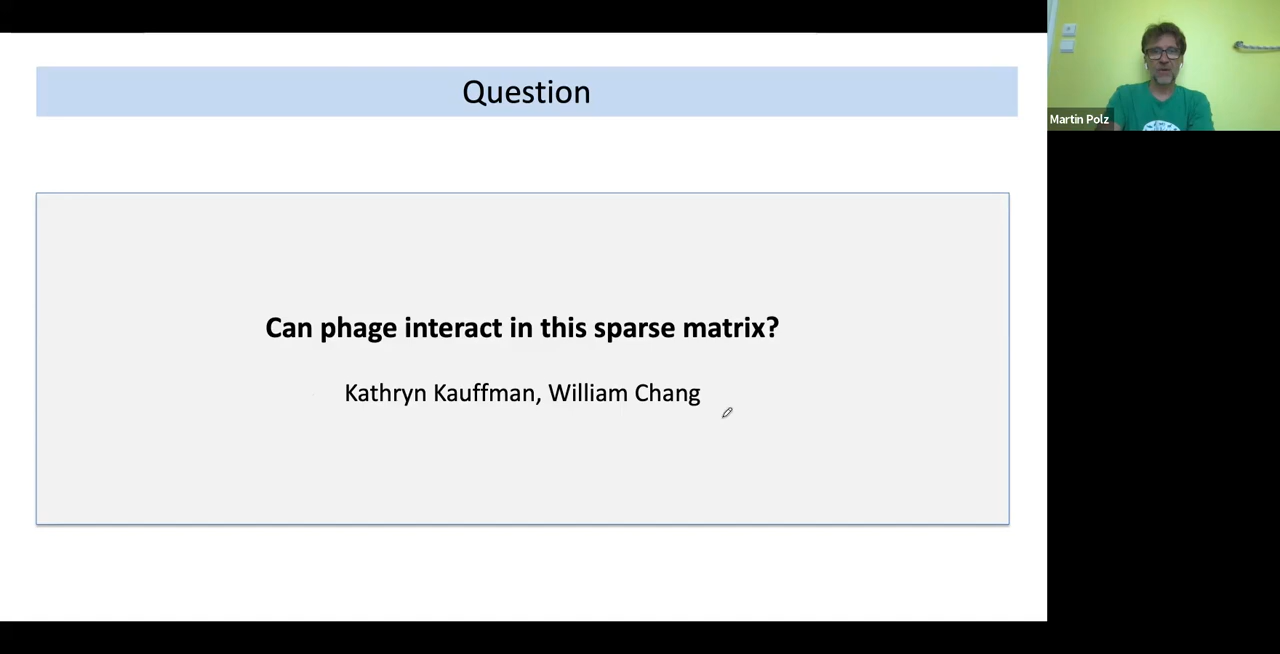 Question
Can phage interact in this sparse matrix?
Kathryn Kauffman, William Chang
Martin Polz